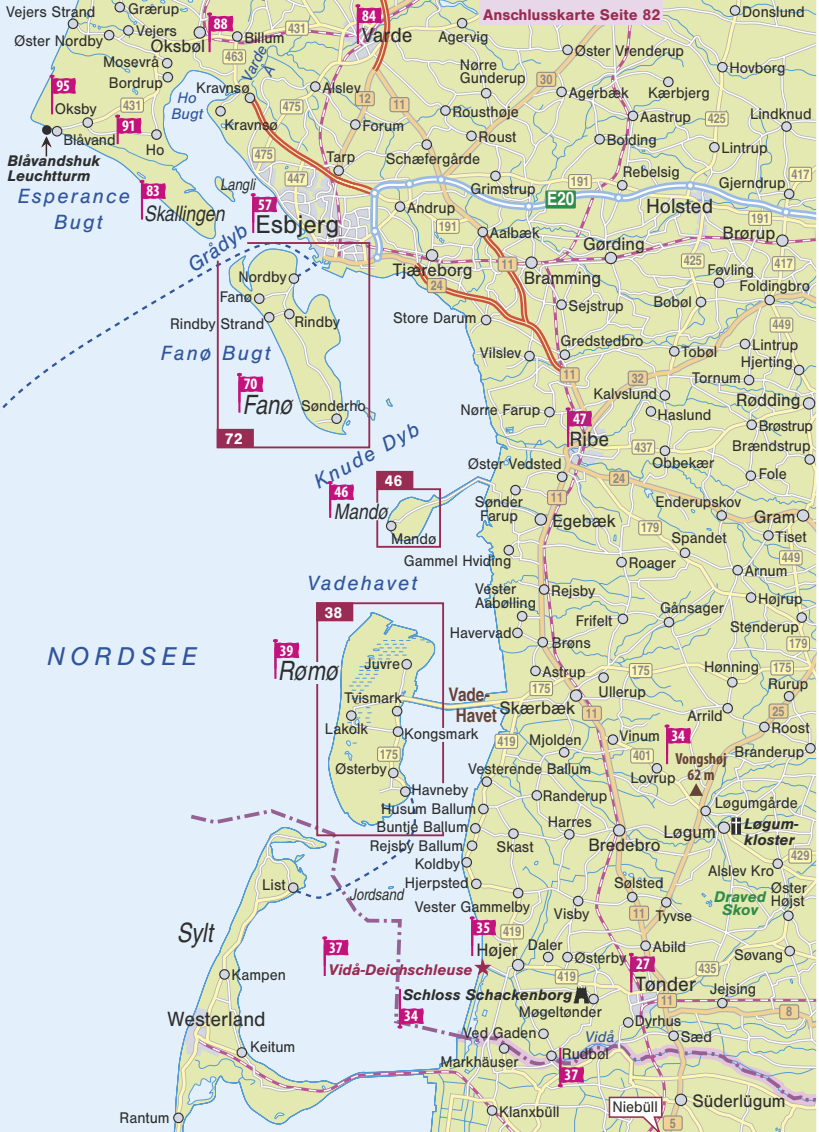 Anschlusskarte Seite 82
Vejers Strand
Grærup
88
84
Donslund
Vejers
Oksbøl
Billum
431
Varde
Agervig
Øster Nordby
463
Øster Vrenderup
Mosevrå
Varde Å
Nørre
Gunderup
Hovborg
Bordrup
30
95
Kravnsø
Alslev
Agerbæk
Kærbjerg
Oksby
431
Ho
Bugt
475
12
11
Rousthøje
Aastrup
425
Lindknud
91
Kravnsø
Forum
Roust
Bolding
Blåvand
Ho
Lintrup
Blåvandshuk
Leuchtturm
475
Tarp
Schæfergårde
Rebelsig
417
Esperance
Bugt
83
Langli
447
Grimstrup
191
Gjerndrup
Skallingen
57
E20
Holsted
Esbjerg
Andrup
191
191
Brørup
Grådyb
Aalbæk
Gørding
Tjæreborg
11
Bramming
425
417
Nordby
24
Føvling
Foldingbro
Fanø
Sejstrup
Bobøl
Rindby Strand
Rindby
Store Darum
449
Fanø Bugt
Vilslev
Gredstedbro
Tobøl
Lintrup
Hjerting
11
32
Tornum
70
Fanø
Kalvslund
Rødding
Sønderho
Nørre Farup
47
Haslund
Brøstrup
72
Ribe
Knude Dyb
437
Brændstrup
Øster Vedsted
Obbekær
46
24
Fole
46
Mandø
11
Sønder
Farup
Enderupskov
Egebæk
Gram
Mandø
179
Spandet
Tiset
Gammel Hviding
449
Roager
Arnum
Vadehavet
Vester
Aabølling
Rejsby
Højrup
38
Gånsager
Frifelt
Stenderup
Havervad
Brøns
179
39
175
NORDSEE
Rømø
Juvre
Astrup
Hønning
175
Ullerup
Rurup
Tvismark
Vade-
Havet
Skærbæk
11
Arrild
25
Lakolk
Kongsmark
419
Mjolden
Vinum
34
Roost
175
401
Vongshøj
62 m
Branderup
Østerby
Vesterende Ballum
Lovrup
Havneby
Randerup
Husum Ballum
Løgumgårde
Buntje Ballum
Harres
Løgum
Løgum-
kloster
Rejsby Ballum
Skast
Bredebro
429
Koldby
Alslev Kro
List
Jordsand
Hjerpsted
Sølsted
Draved
Skov
Øster
Højst
Vester Gammelby
Visby
11
Tyvse
Sylt
35
419
Højer
Daler
Abild
37
Vidå-Deichschleuse
Østerby
27
435
Søvang
Kampen
419
Tønder
Schloss Schackenborg
Jejsing
34
Møgeltønder
11
8
Westerland
Dyrhus
Ved Gaden
Vidå
Sæd
Keitum
Markhäuser
Rudbøl
37
Rantum
Klanxbüll
Niebüll
Süderlügum
5